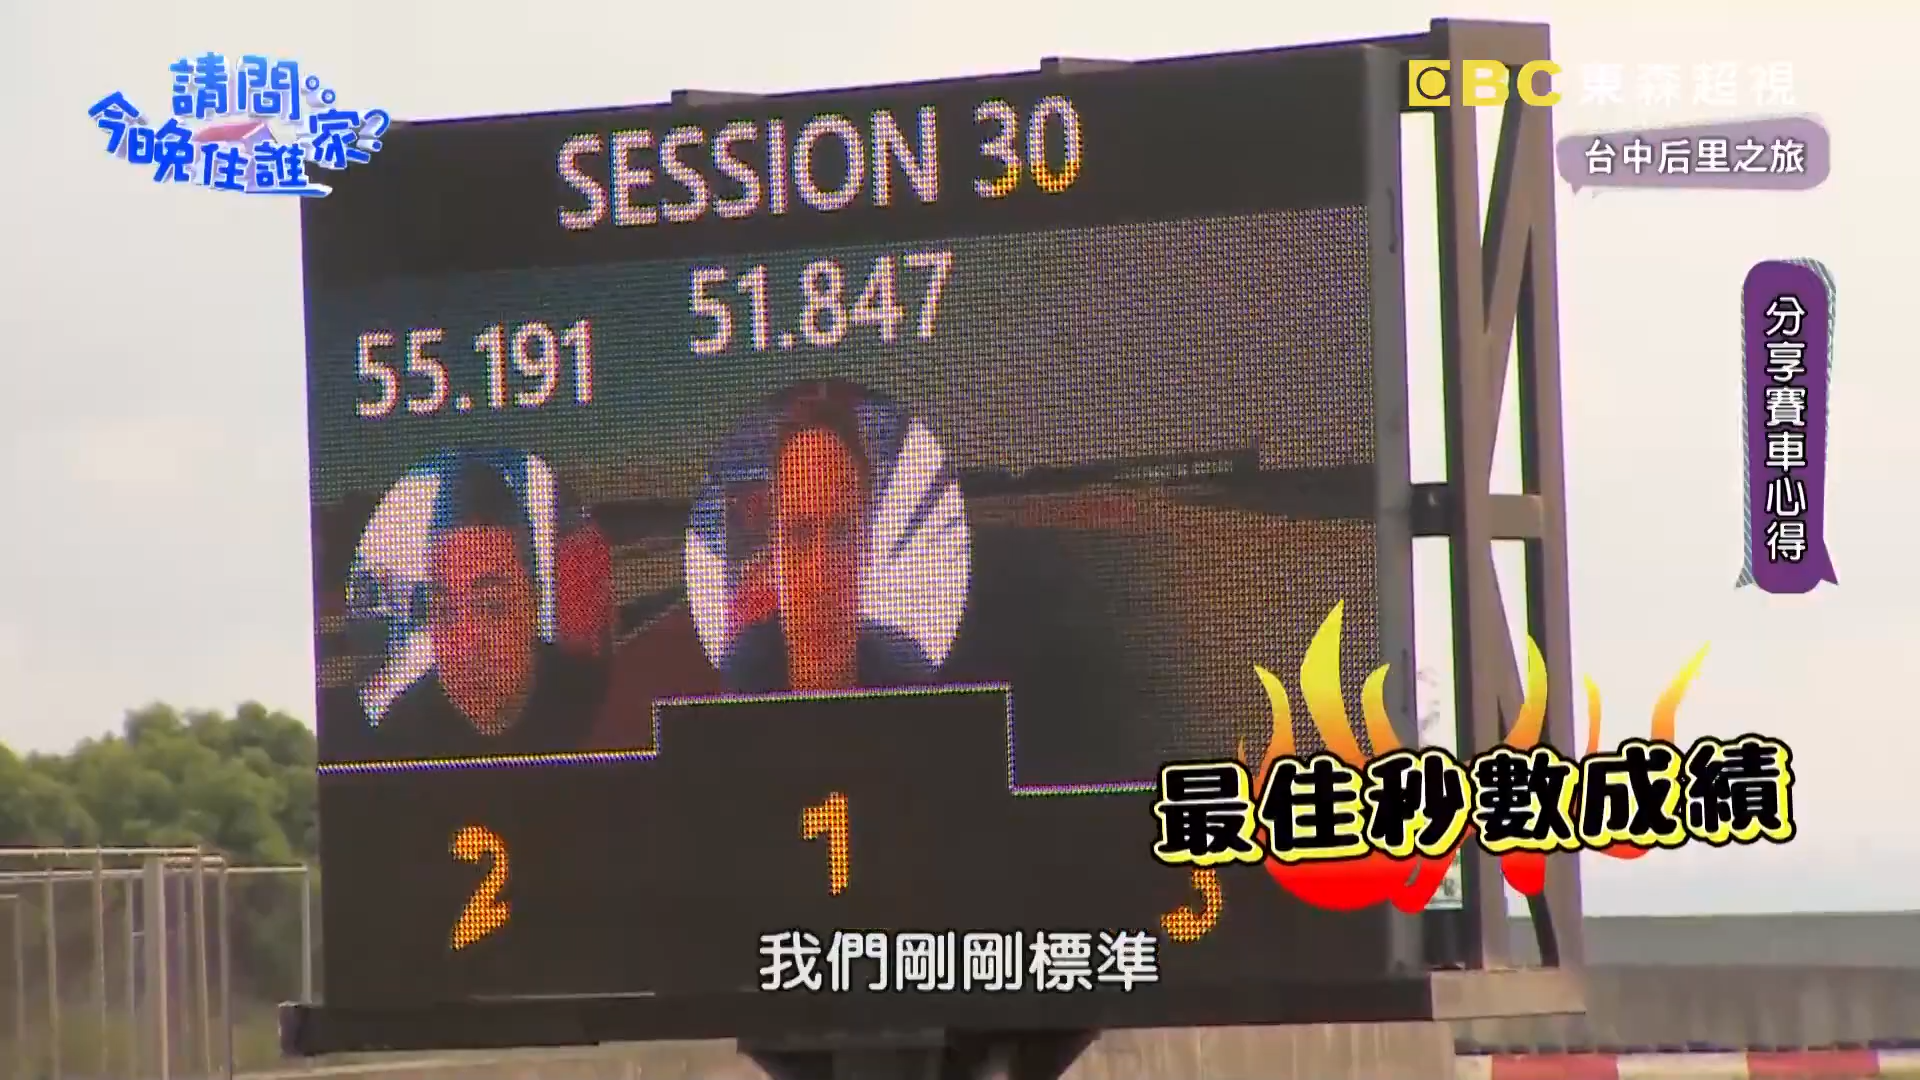 請問
今晚住誰家?
EBC 東森超視
台中后里之旅
分享賽車心得
SESSION 30
55.191
51.847
2
1
3
最佳秒數成績
我們剛剛標準